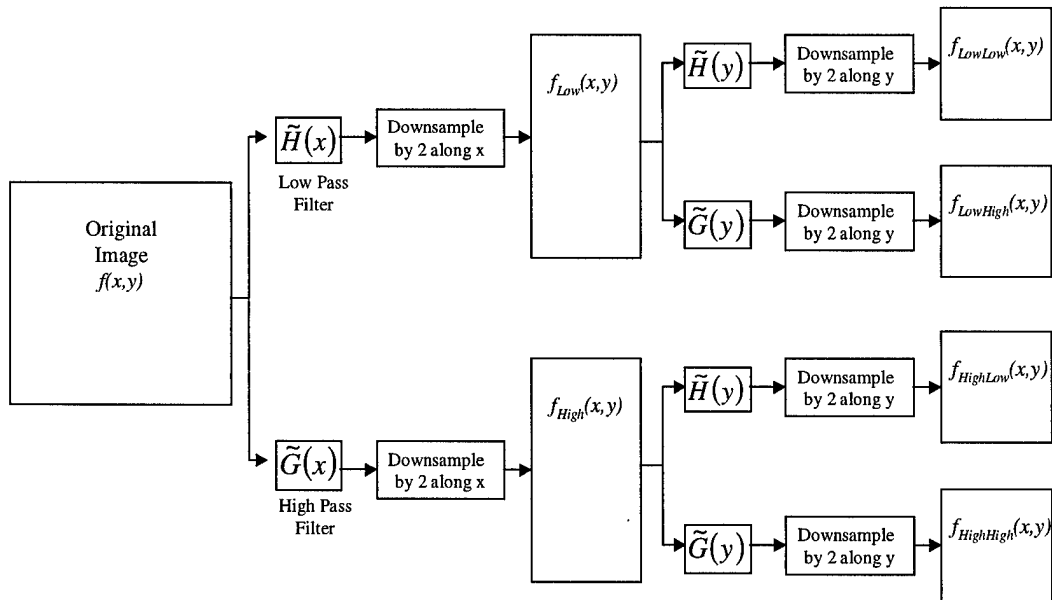 Original
Image
f(x,y)
H̃(x)
Low Pass
Filter
Downsample
by 2 along x
f_Low(x,y)
H̃(y)
Downsample
by 2 along y
f_LowLow(x,y)
G̃(y)
Downsample
by 2 along y
f_LowHigh(x,y)
G̃(x)
High Pass
Filter
Downsample
by 2 along x
f_High(x,y)
H̃(y)
Downsample
by 2 along y
f_HighLow(x,y)
G̃(y)
Downsample
by 2 along y
f_HighHigh(x,y)